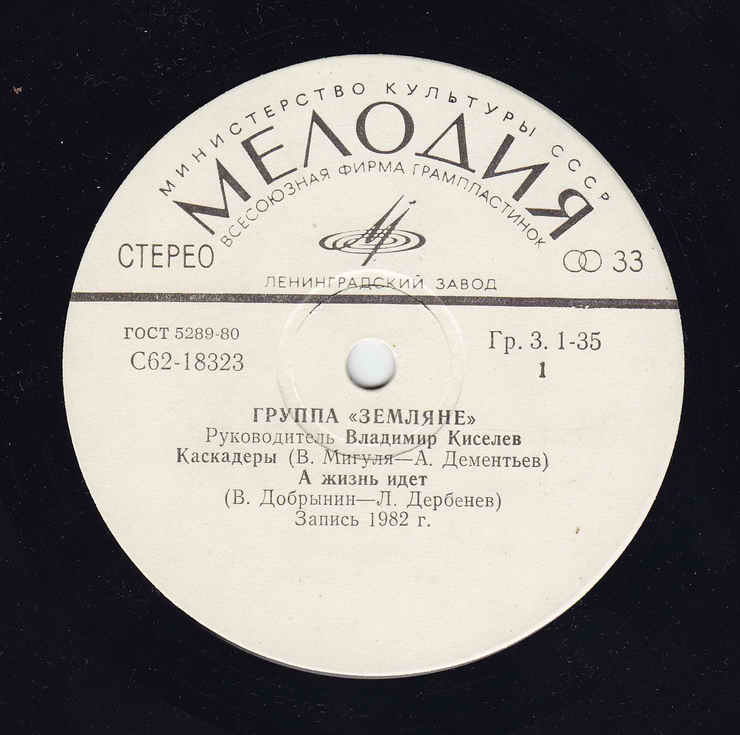 МИНИСТЕРСТВО КУЛЬТУРЫ СССР
МЕЛОДИЯ
ВСЕСОЮЗНАЯ ФИРМА ГРАМПЛАСТИНОК
СТЕРЕО
33
ЛЕНИНГРАДСКИЙ ЗАВОД
ГОСТ 5289-80
Гр. 3. 1-35
С62-18323
1
ГРУППА «ЗЕМЛЯНЕ»
Руководитель Владимир Киселев
Каскадеры (В. Мигуля—А. Дементьев)
А жизнь идет
(В. Добрынин—Л. Дербенев)
Запись 1982 г.